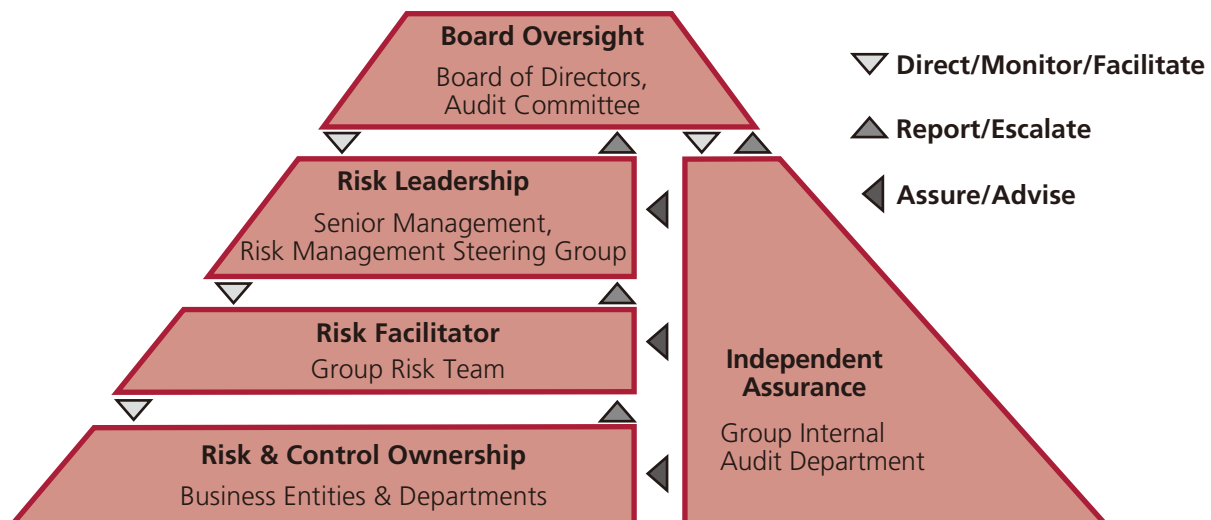 Board Oversight
Board of Directors,
Audit Committee
Direct/Monitor/Facilitate
Report/Escalate
Assure/Advise
Risk Leadership
Senior Management,
Risk Management Steering Group
Risk Facilitator
Group Risk Team
Risk & Control Ownership
Business Entities & Departments
Independent
Assurance
Group Internal
Audit Department